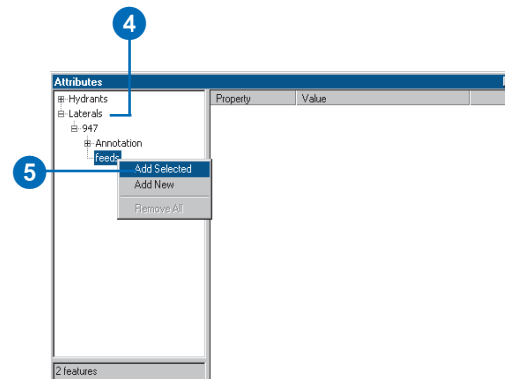 4
Attributes
Hydrants
Laterals
947
Annotation
feeds
Property Value
5
Add Selected
Add New
Remove All
2 features